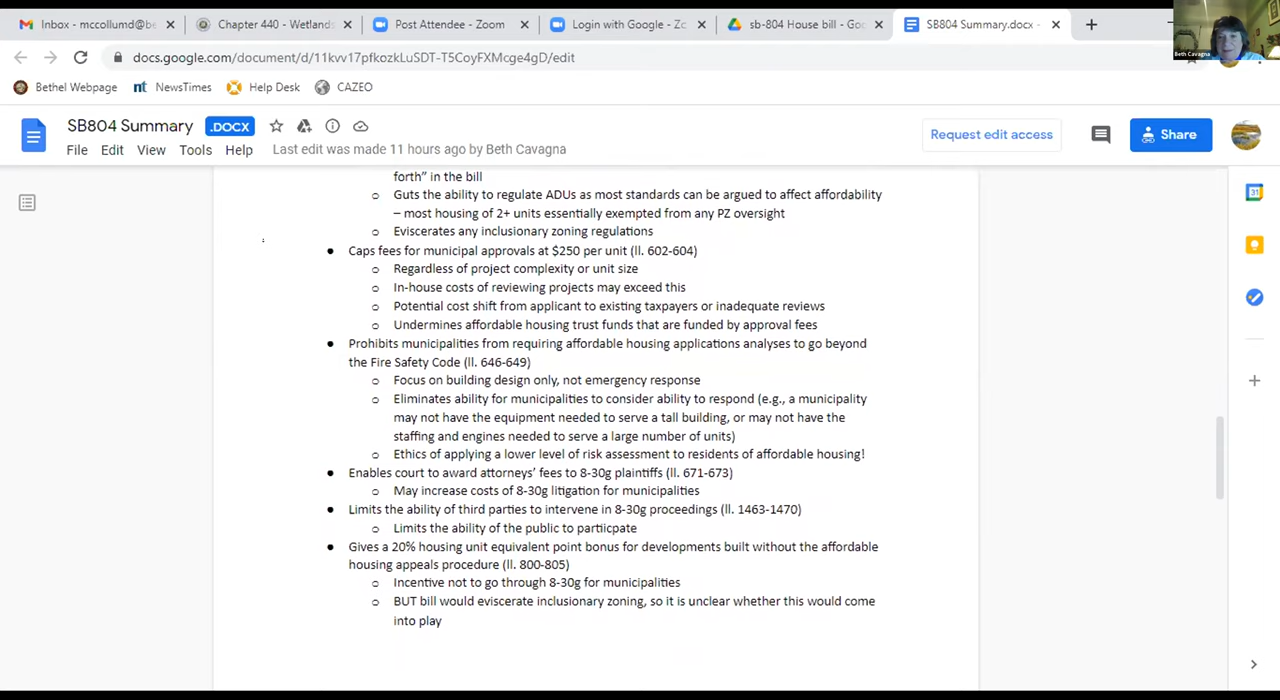 Inbox - mccollumd@be
Chapter 440 - Wetland
Post Attendee - Zoom
Login with Google - Zo
sb-804 House bill - Goo
SB804 Summary.docx -
Beth Cavagna
docs.google.com/document/d/11kvv17pfkozkLuSDT-T5CoyFXMcge4gD/edit
Bethel Webpage
nt NewsTimes
Help Desk
CAZEO
SB804 Summary .DOCX
Request edit access
Share
File Edit View Tools Help Last edit was made 11 hours ago by Beth Cavagna
forth” in the bill
o Guts the ability to regulate ADUs as most standards can be argued to affect affordability
– most housing of 2+ units essentially exempted from any PZ oversight
o Eviscerates any inclusionary zoning regulations
● Caps fees for municipal approvals at $250 per unit (ll. 602-604)
o Regardless of project complexity or unit size
o In-house costs of reviewing projects may exceed this
o Potential cost shift from applicant to existing taxpayers or inadequate reviews
o Undermines affordable housing trust funds that are funded by approval fees
● Prohibits municipalities from requiring affordable housing applications analyses to go beyond
the Fire Safety Code (ll. 646-649)
o Focus on building design only, not emergency response
o Eliminates ability for municipalities to consider ability to respond (e.g., a municipality
may not have the equipment needed to serve a tall building, or may not have the
staffing and engines needed to serve a large number of units)
o Ethics of applying a lower level of risk assessment to residents of affordable housing!
● Enables court to award attorneys’ fees to 8-30g plaintiffs (ll. 671-673)
o May increase costs of 8-30g litigation for municipalities
● Limits the ability of third parties to intervene in 8-30g proceedings (ll. 1463-1470)
o Limits the ability of the public to partiicpate
● Gives a 20% housing unit equivalent point bonus for developments built without the affordable
housing appeals procedure (ll. 800-805)
o Incentive not to go through 8-30g for municipalities
o BUT bill would eviscerate inclusionary zoning, so it is unclear whether this would come
into play